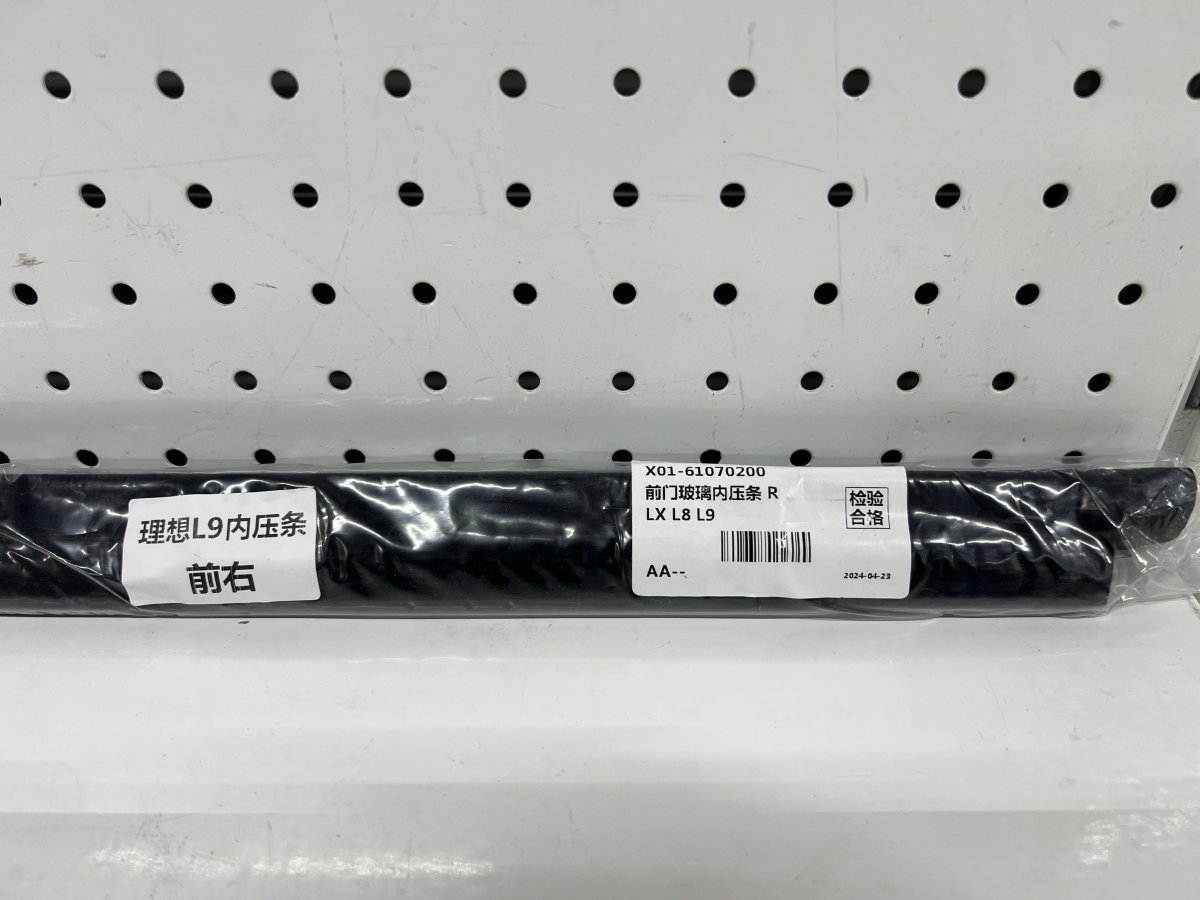 理想L9内压条
前右
X01-61070200
前门玻璃内压条 R
LX L8 L9
检验
合格
AA--
2024-04-23